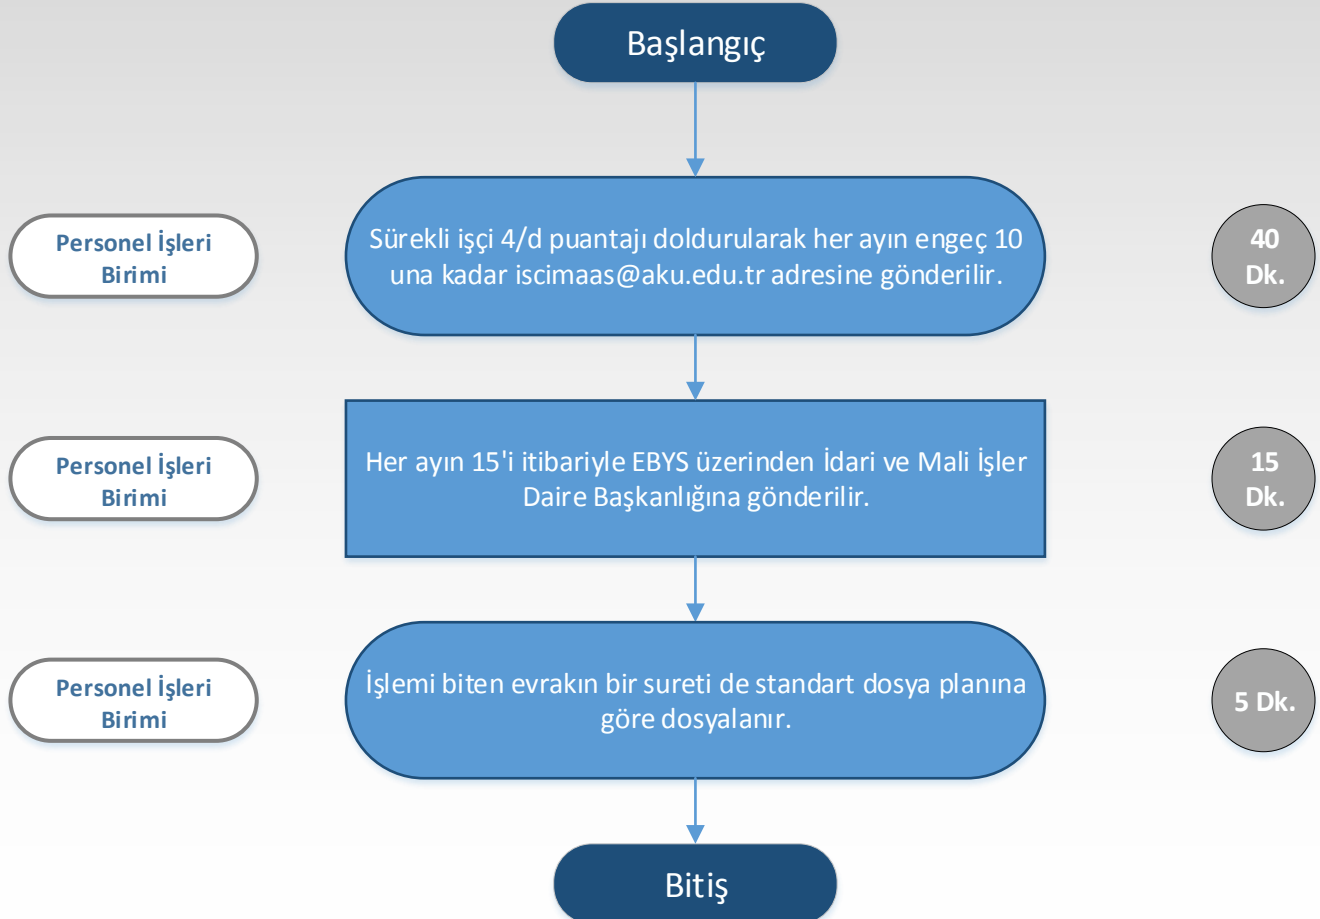 Başlangıç
Personel İşleri
Birimi
Sürekli işçi 4/d puantajı doldurularak her ayın engeç 10
una kadar iscimaas@aku.edu.tr adresine gönderilir.
40
Dk.
Personel İşleri
Birimi
Her ayın 15'i itibariyle EBYS üzerinden İdari ve Mali İşler
Daire Başkanlığına gönderilir.
15
Dk.
Personel İşleri
Birimi
İşlemi biten evrakın bir sureti de standart dosya planına
göre dosyalanır.
5 Dk.
Bitiş